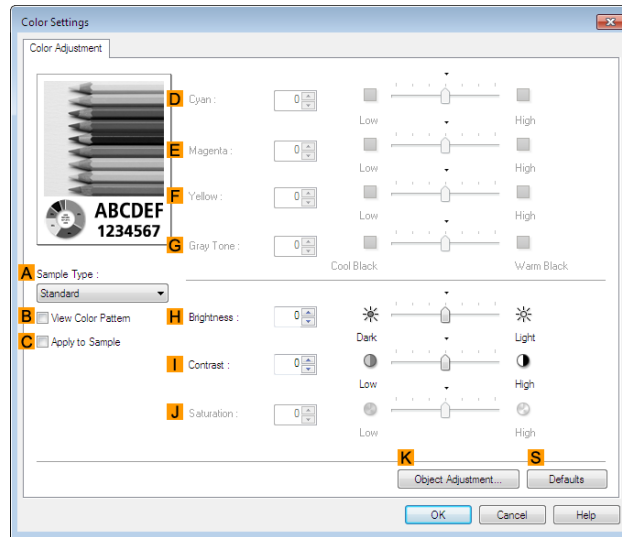 Color Settings
Color Adjustment
D Cyan : 0
Low High
E Magenta : 0
Low High
F Yellow : 0
Low High
G Gray Tone : 0
Cool Black Warm Black
ABCDEF
1234567
A Sample Type :
Standard
B View Color Pattern
C Apply to Sample
H Brightness : 0
Dark Light
I Contrast : 0
Low High
J Saturation : 0
Low High
K S
Object Adjustment... Defaults
OK Cancel Help